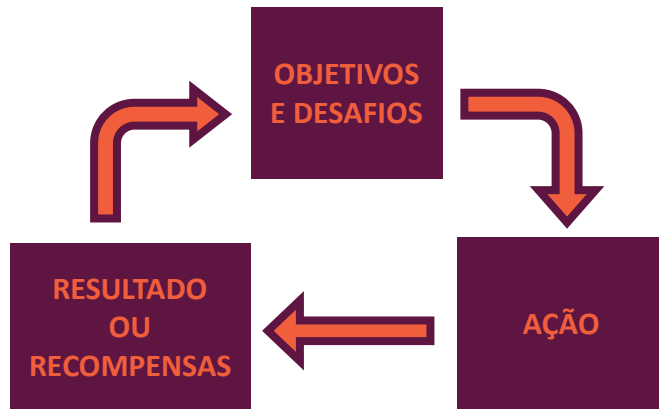 OBJETIVOS
E DESAFIOS
AÇÃO
RESULTADO
OU
RECOMPENSAS